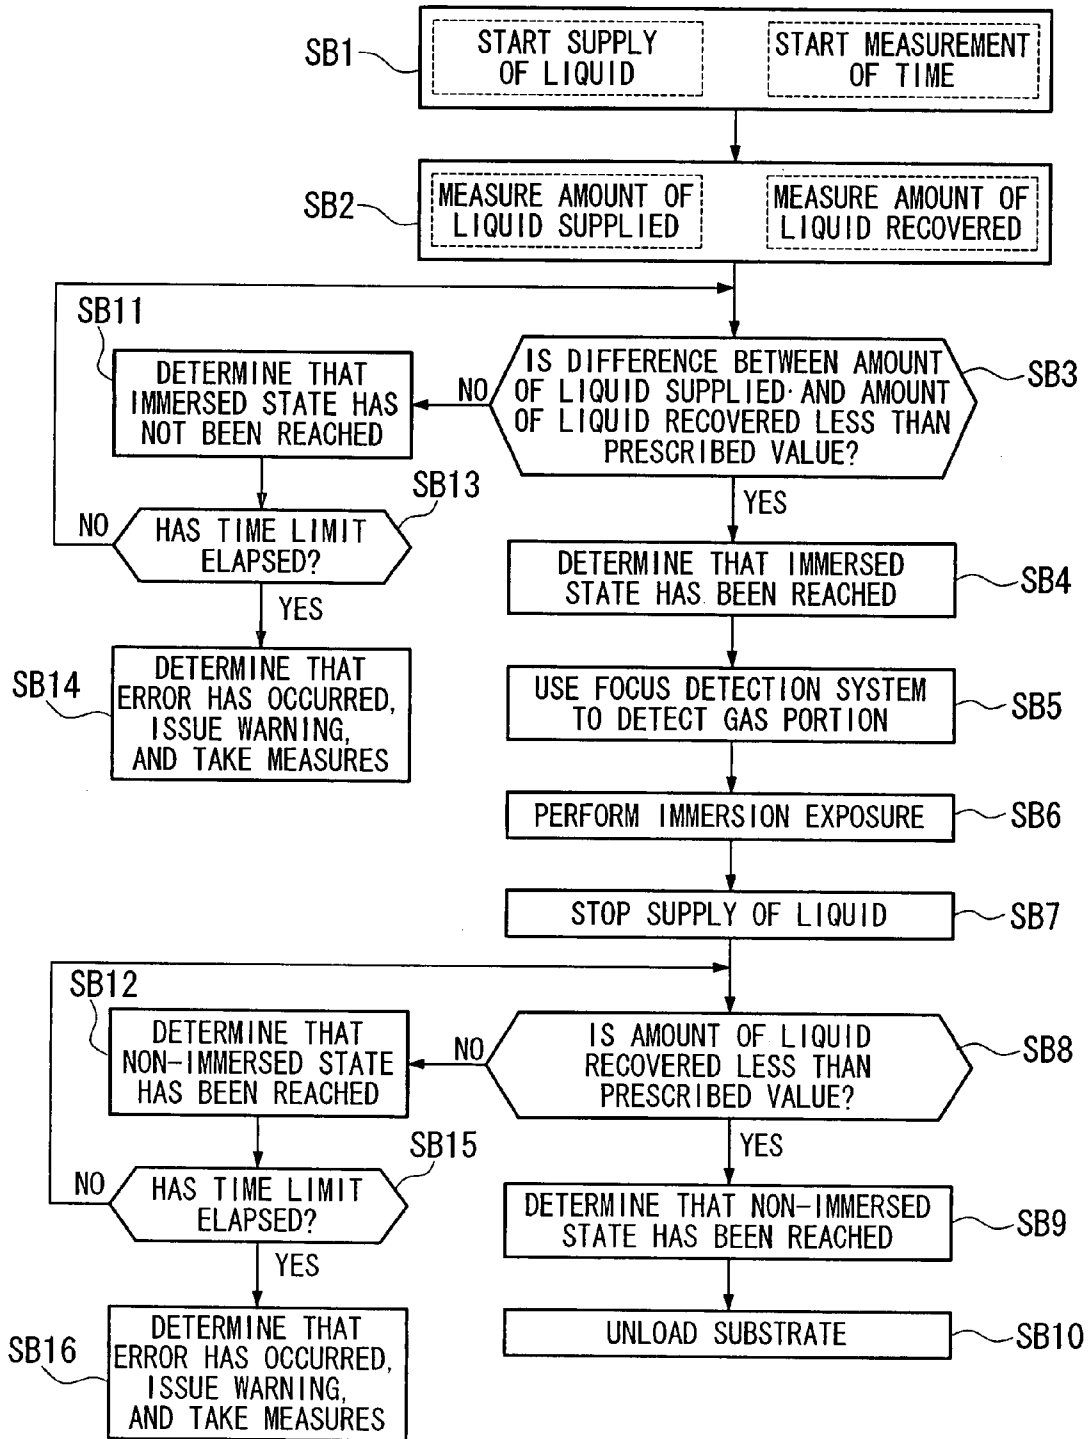 SB1
START SUPPLY
OF LIQUID
START MEASUREMENT
OF TIME
SB2
MEASURE AMOUNT OF
LIQUID SUPPLIED
MEASURE AMOUNT OF
LIQUID RECOVERED
SB3
IS DIFFERENCE BETWEEN AMOUNT
OF LIQUID SUPPLIED AND AMOUNT
OF LIQUID RECOVERED LESS THAN
PRESCRIBED VALUE?
NO
SB11
DETERMINE THAT
IMMERSED STATE HAS
NOT BEEN REACHED
SB13
NO
HAS TIME LIMIT
ELAPSED?
YES
SB14
DETERMINE THAT
ERROR HAS OCCURRED,
ISSUE WARNING,
AND TAKE MEASURES
YES
DETERMINE THAT IMMERSED
STATE HAS BEEN REACHED
SB4
USE FOCUS DETECTION SYSTEM
TO DETECT GAS PORTION
SB5
PERFORM IMMERSION EXPOSURE
SB6
STOP SUPPLY OF LIQUID
SB7
IS AMOUNT OF LIQUID
RECOVERED LESS THAN
PRESCRIBED VALUE?
SB8
NO
SB12
DETERMINE THAT
NON-IMMERSED STATE
HAS BEEN REACHED
SB15
NO
HAS TIME LIMIT
ELAPSED?
YES
SB16
DETERMINE THAT
ERROR HAS OCCURRED,
ISSUE WARNING,
AND TAKE MEASURES
YES
DETERMINE THAT NON-IMMERSED
STATE HAS BEEN REACHED
SB9
UNLOAD SUBSTRATE
SB10